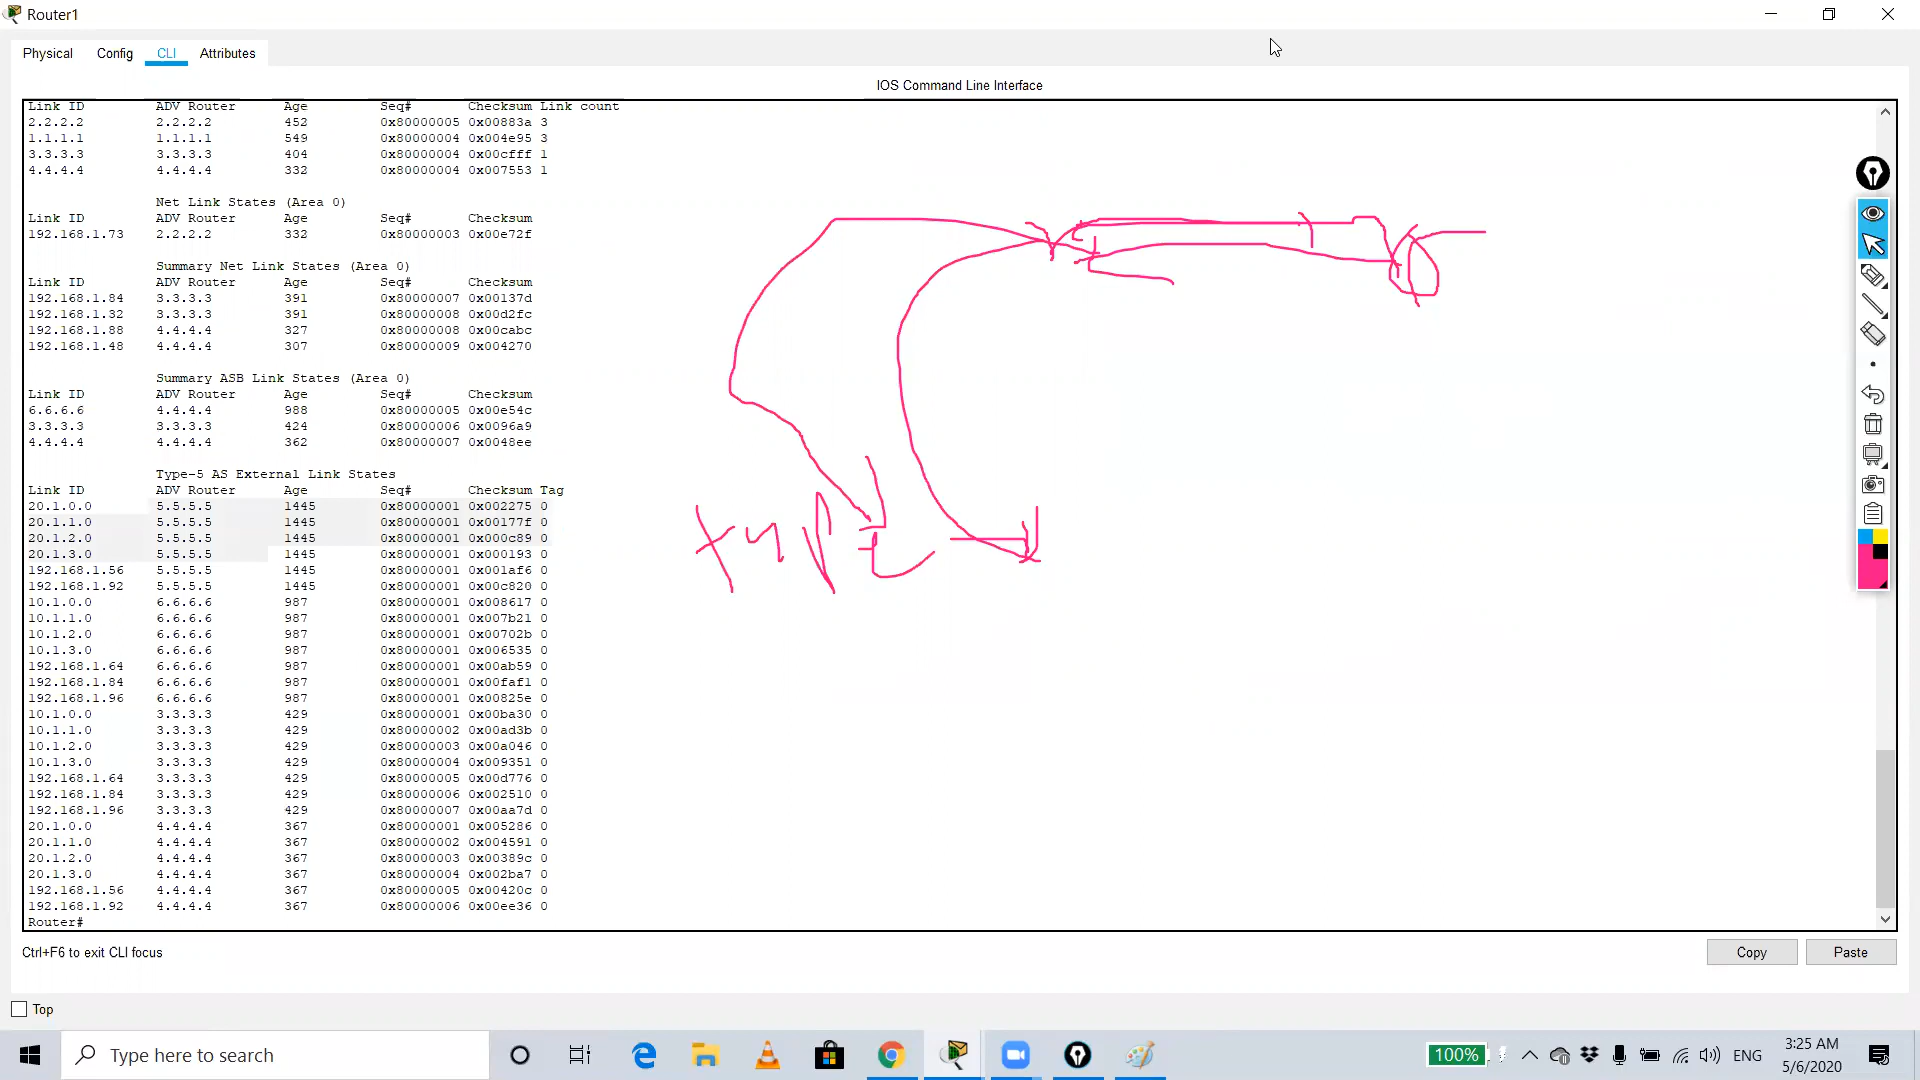 Router1
Physical Config CLI Attributes
IOS Command Line Interface
Link ID ADV Router Age Seq# Checksum Link count
2.2.2.2 2.2.2.2 452 0x80000005 0x00883a 3
1.1.1.1 1.1.1.1 549 0x80000004 0x004e95 3
3.3.3.3 3.3.3.3 404 0x80000004 0x00cfff 1
4.4.4.4 4.4.4.4 332 0x80000004 0x007553 1
Net Link States (Area 0)
Link ID ADV Router Age Seq# Checksum
192.168.1.73 2.2.2.2 332 0x80000003 0x00e72f
Summary Net Link States (Area 0)
Link ID ADV Router Age Seq# Checksum
192.168.1.84 3.3.3.3 391 0x80000007 0x00137d
192.168.1.32 3.3.3.3 391 0x80000008 0x00d2fc
192.168.1.88 4.4.4.4 327 0x80000008 0x00cabc
192.168.1.48 4.4.4.4 307 0x80000009 0x004270
Summary ASB Link States (Area 0)
Link ID ADV Router Age Seq# Checksum
6.6.6.6 4.4.4.4 988 0x80000005 0x00e54c
3.3.3.3 3.3.3.3 424 0x80000006 0x0096a9
4.4.4.4 4.4.4.4 362 0x80000007 0x0048ee
Type-5 AS External Link States
Link ID ADV Router Age Seq# Checksum Tag
20.1.0.0 5.5.5.5 1445 0x80000001 0x002275 0
20.1.1.0 5.5.5.5 1445 0x80000001 0x00177f 0
20.1.2.0 5.5.5.5 1445 0x80000001 0x000c89 0
20.1.3.0 5.5.5.5 1445 0x80000001 0x000193 0
192.168.1.56 5.5.5.5 1445 0x80000001 0x001af6 0
192.168.1.92 5.5.5.5 1445 0x80000001 0x00c820 0
10.1.0.0 6.6.6.6 987 0x80000001 0x008617 0
10.1.1.0 6.6.6.6 987 0x80000001 0x007b21 0
10.1.2.0 6.6.6.6 987 0x80000001 0x00702b 0
10.1.3.0 6.6.6.6 987 0x80000001 0x006535 0
192.168.1.64 6.6.6.6 987 0x80000001 0x00ab59 0
192.168.1.84 6.6.6.6 987 0x80000001 0x00faf1 0
192.168.1.96 6.6.6.6 987 0x80000001 0x00825e 0
10.1.0.0 3.3.3.3 429 0x80000001 0x00ba30 0
10.1.1.0 3.3.3.3 429 0x80000002 0x00ad3b 0
10.1.2.0 3.3.3.3 429 0x80000003 0x00a046 0
10.1.3.0 3.3.3.3 429 0x80000004 0x009351 0
192.168.1.64 3.3.3.3 429 0x80000005 0x00d776 0
192.168.1.84 3.3.3.3 429 0x80000006 0x002510 0
192.168.1.96 3.3.3.3 429 0x80000007 0x00aa7d 0
20.1.0.0 4.4.4.4 367 0x80000001 0x005286 0
20.1.1.0 4.4.4.4 367 0x80000002 0x004591 0
20.1.2.0 4.4.4.4 367 0x80000003 0x00389c 0
20.1.3.0 4.4.4.4 367 0x80000004 0x002ba7 0
192.168.1.56 4.4.4.4 367 0x80000005 0x00420c 0
192.168.1.92 4.4.4.4 367 0x80000006 0x00ee36 0
Router#
Ctrl+F6 to exit CLI focus
Copy Paste
Top
Type here to search
100% ENG
3:25 AM
5/6/2020